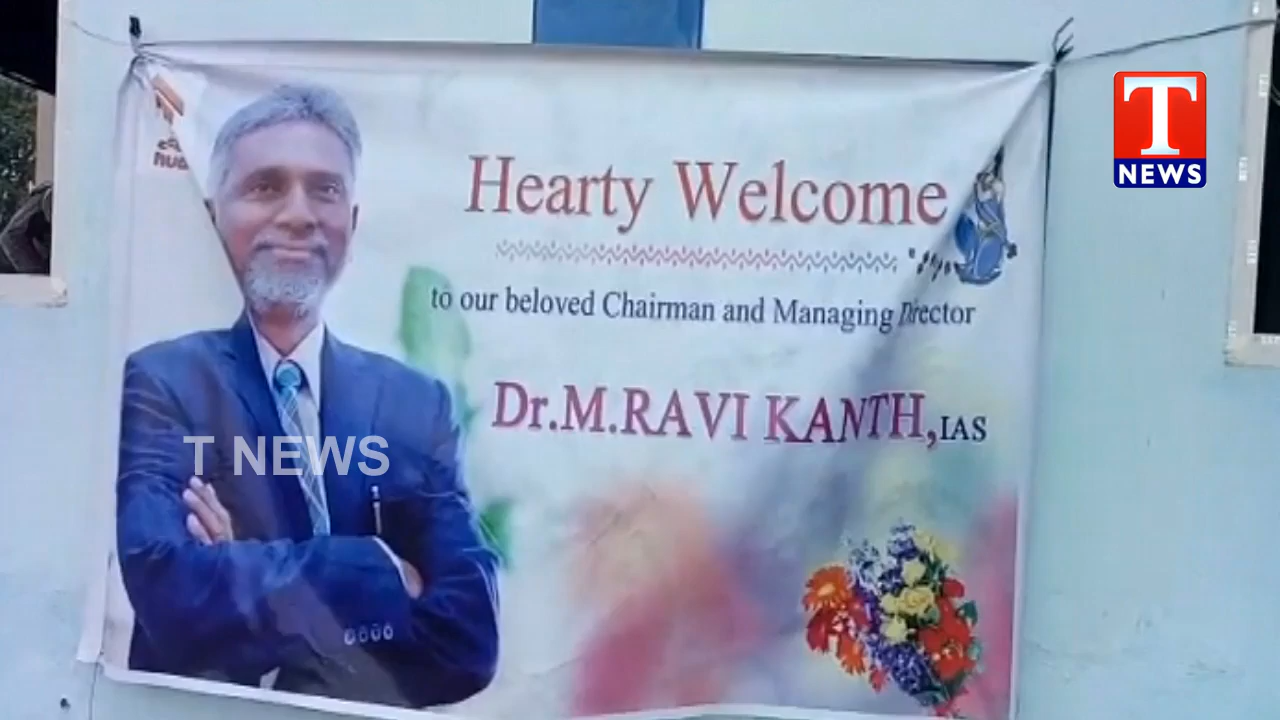 T
NEWS
Hearty Welcome
to our beloved Chairman and Managing Director
Dr.M.RAVI KANTH,IAS
T NEWS